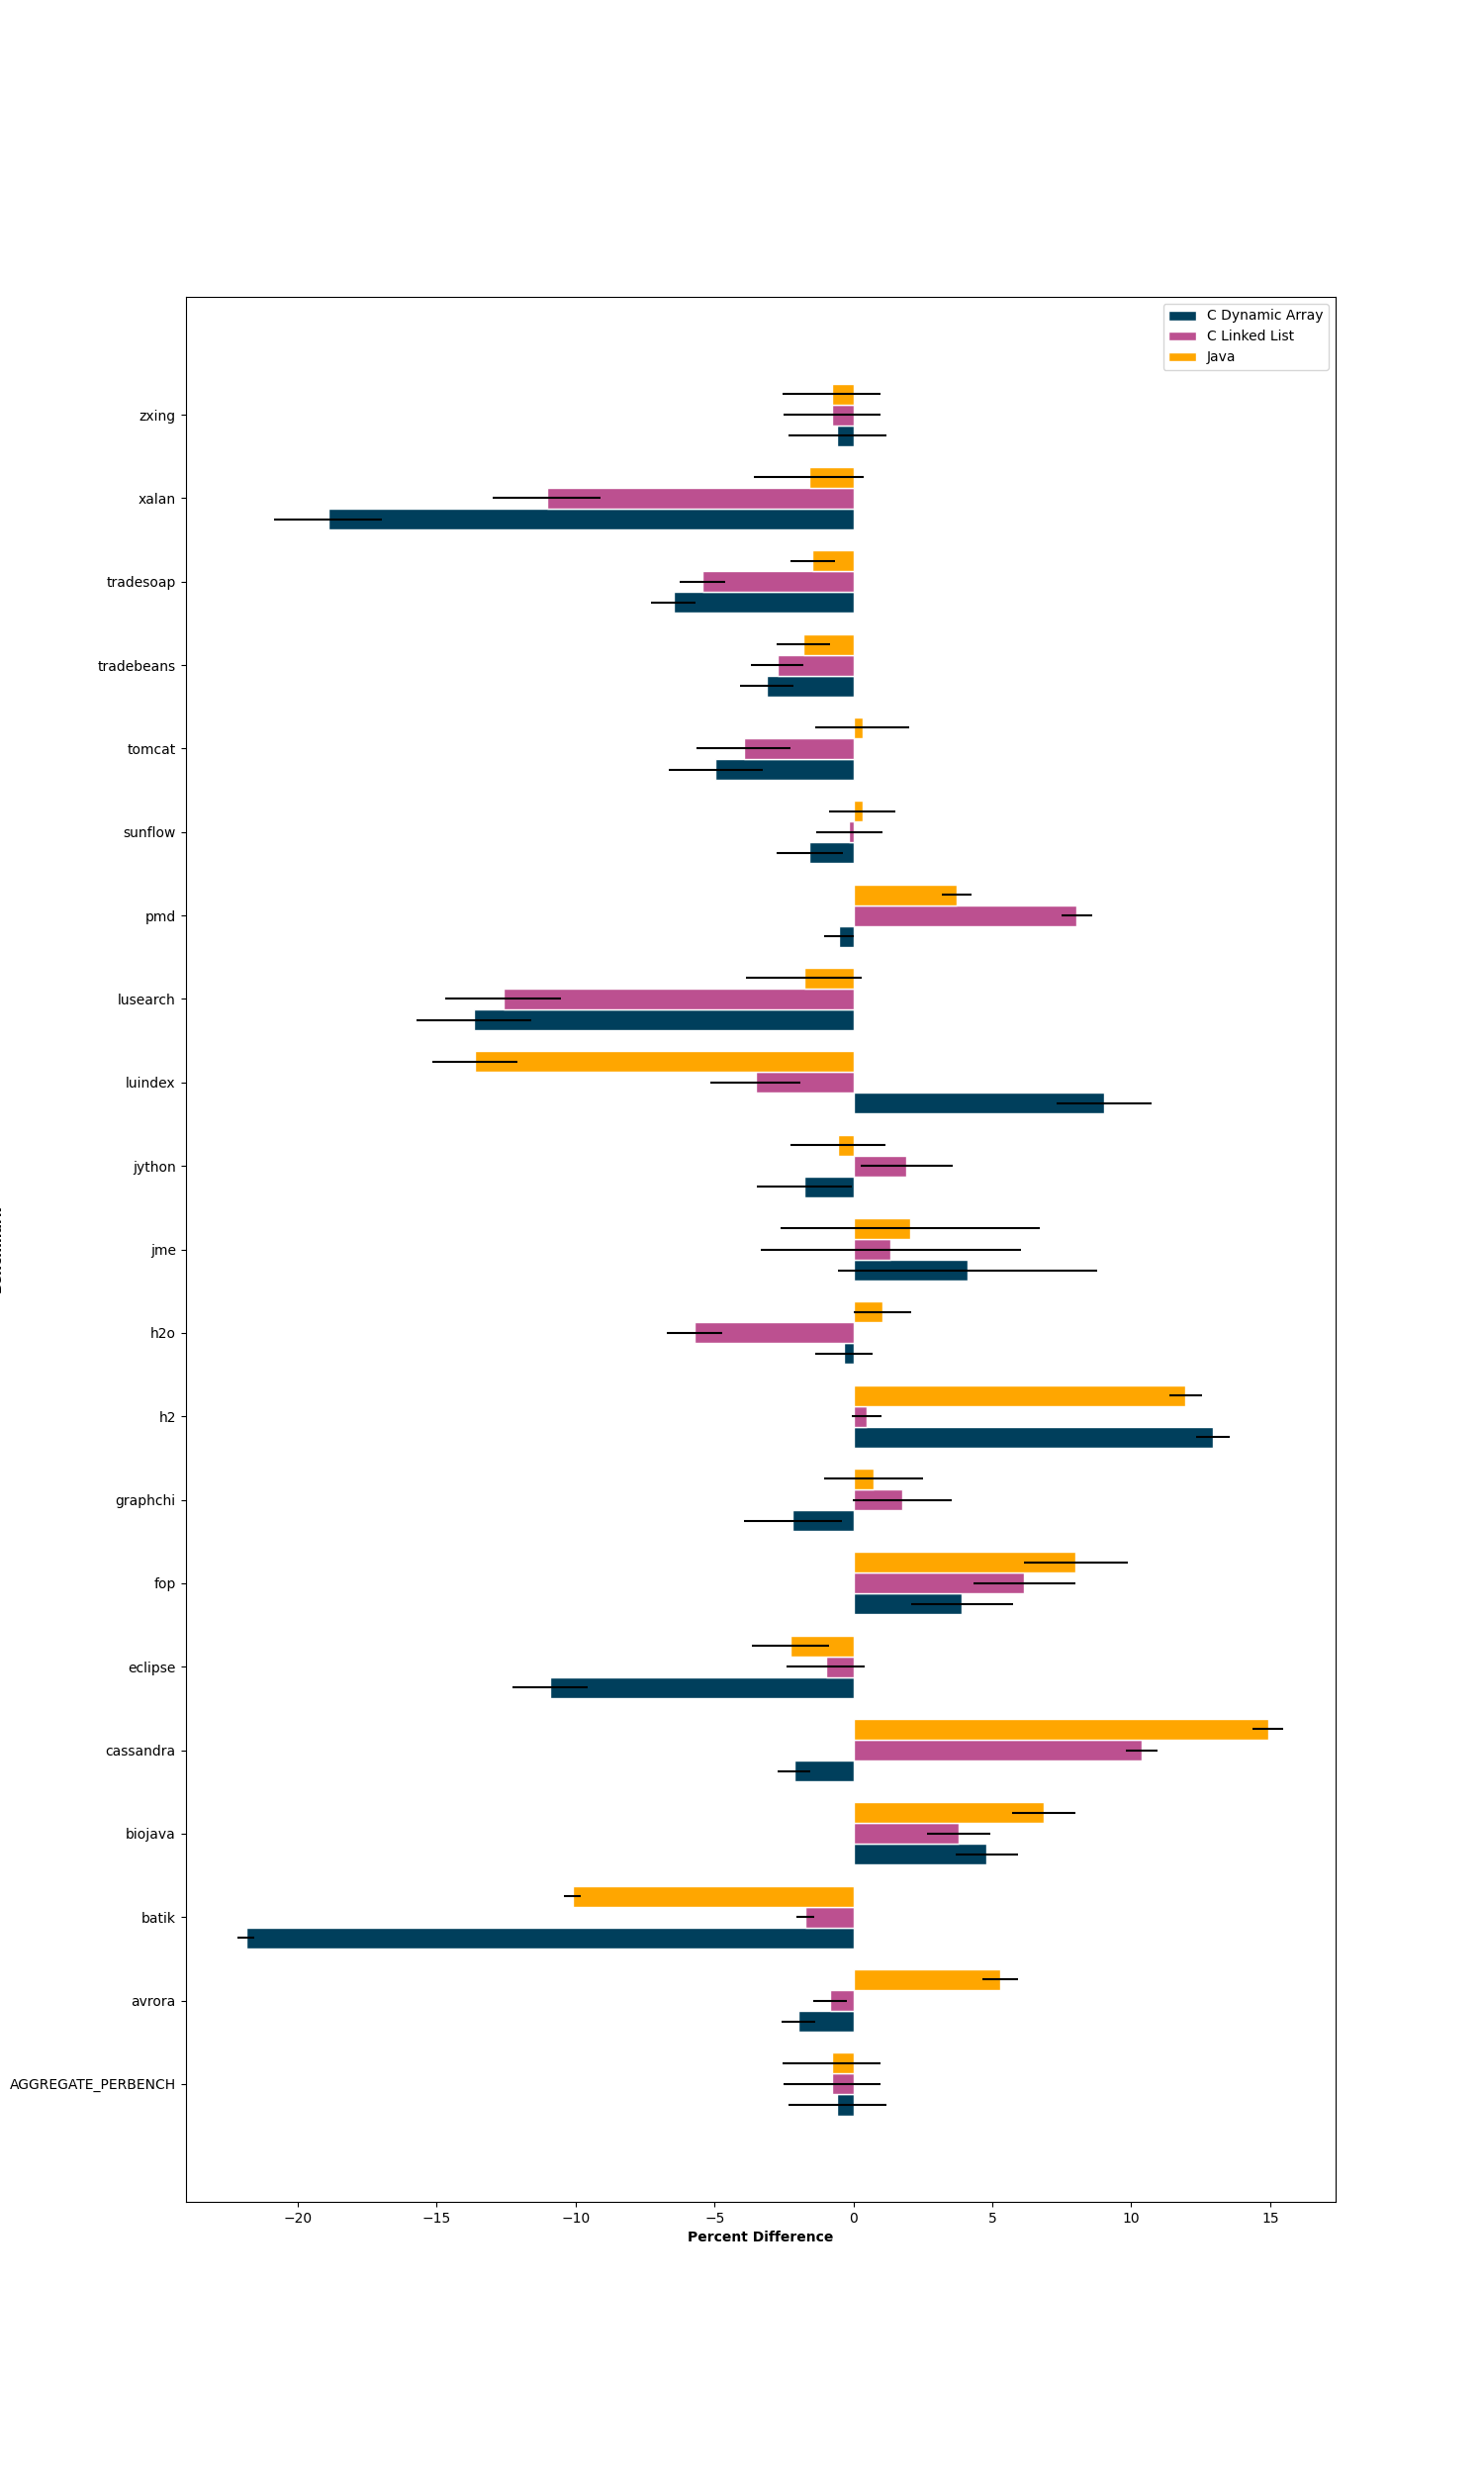 C Dynamic Array
C Linked List
Java
zxing
xalan
tradesoap
tradebeans
tomcat
sunflow
pmd
lusearch
luindex
jython
jme
h2o
h2
graphchi
fop
eclipse
cassandra
biojava
batik
avrora
AGGREGATE_PERBENCH
−20 −15 −10 −5 0 5 10 15
Percent Difference